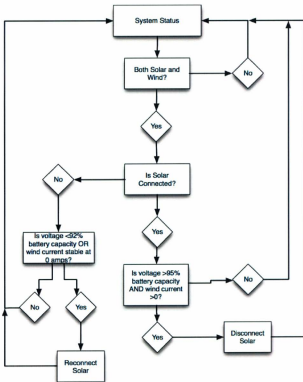 System Status
Both Solar and
Wind?
No
Yes
Is Solar
Connected?
No
Yes
Is voltage <92%
battery capacity OR
wind current stable at
0 amps?
Is voltage >95%
battery capacity
AND wind current
>0?
No
No
Yes
Yes
Disconnect
Solar
Reconnect
Solar